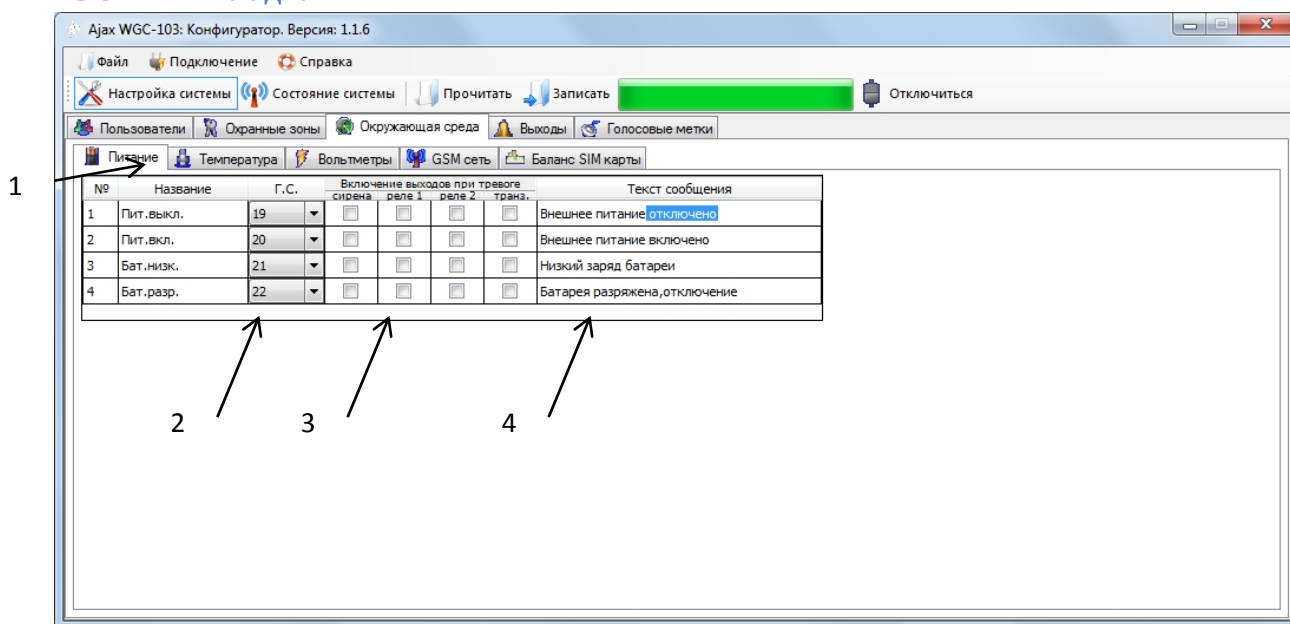 Ajax WGC-103: Конфигуратор. Версия: 1.1.6
Файл Подключение Справка
Настройка системы Состояние системы Прочитать Записать Отключиться
Пользователи Охранные зоны Окружающая среда Выходы Голосовые метки
Питание Температура Вольтметры GSM сеть Баланс SIM карты
1
№ Название Г.С. Включение выходов при тревоге Текст сообщения
сирена реле 1 реле 2 транз.
1 Пит.выкл. 19 Внешнее питание отключено
2 Пит.вкл. 20 Внешнее питание включено
3 Бат.низк. 21 Низкий заряд батареи
4 Бат.разр. 22 Батарея разряжена,отключение
2 3 4